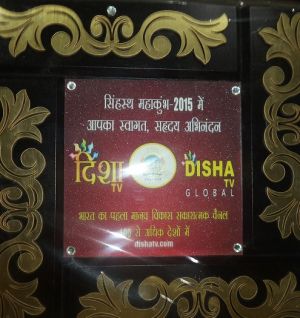 सिंहस्थ महाकुंभ-2015 में
आपका स्वागत, सहृदय अभिनंदन
दिशा TV
DISHA TV
GLOBAL
भारत का पहला मानव विकास सकारात्मक चैनल
100 से अधिक देशों में
dishatv.com